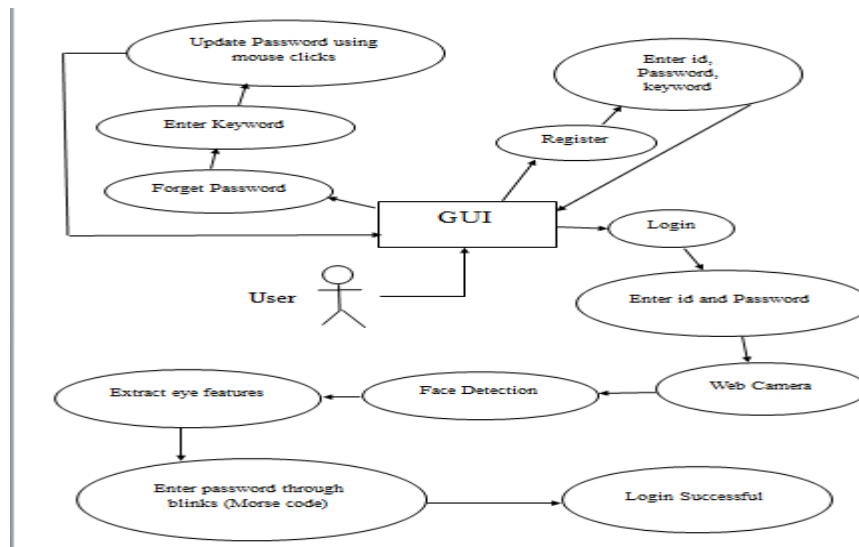 Update Password using
mouse clicks
Enter id,
Password,
keyword
Enter Keyword
Register
Forget Password
GUI
Login
User
Enter id and Password
Extract eye features
Face Detection
Web Camera
Enter password through
blinks (Morse code)
Login Successful